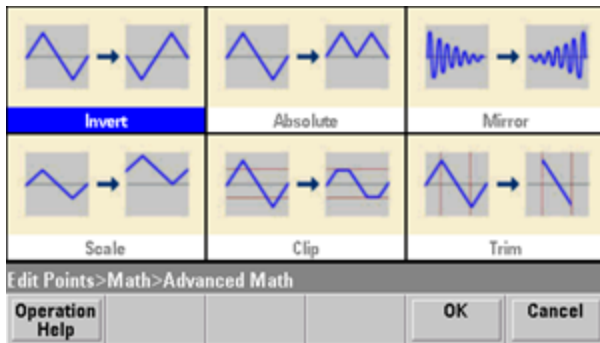 Invert
Absolute
Mirror
Scale
Clip
Trim
Edit Points>Math>Advanced Math
Operation
Help
OK
Cancel